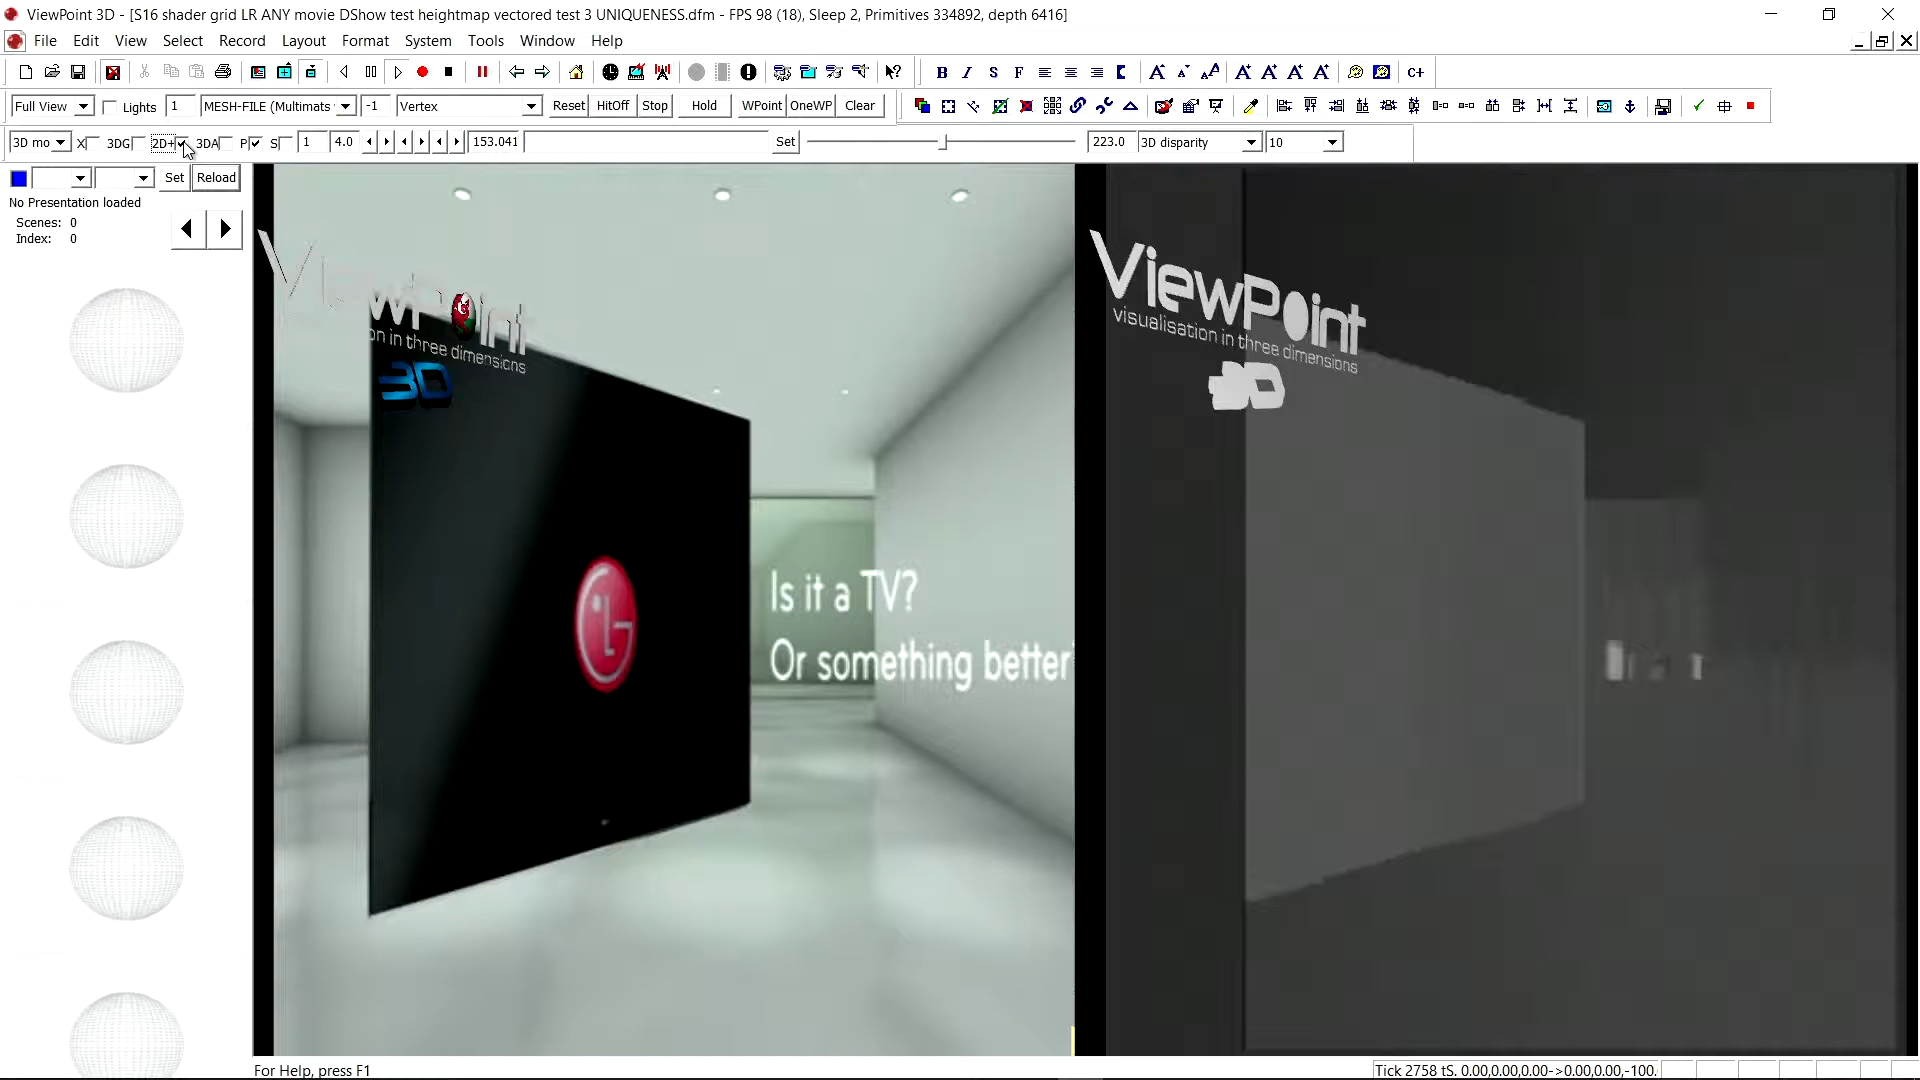 ViewPoint 3D - [S16 shader grid LR ANY movie DShow test heightmap vectored test 3 UNIQUENESS.dfm - FPS 98 (18), Sleep 2, Primitives 334892, depth 6416]
File Edit View Select Record Layout Format System Tools Window Help
B I S F C+
Full View Lights 1 MESH-FILE (Multimats -1 Vertex Reset HitOff Stop Hold WPoint OneWP Clear
3D mo X 3DG 2D+ 3DA P S 1 4.0 153.041 Set 223.0 3D disparity 10
Set Reload
No Presentation loaded
Scenes: 0
Index: 0
ViewPoint
on in three dimensions
3D
ViewPoint
visualisation in three dimensions
3D
LG
Is it a TV?
Or something better
For Help, press F1
Tick 2758 tS. 0.00,0.00,0.00->0.00,0.00,-100.